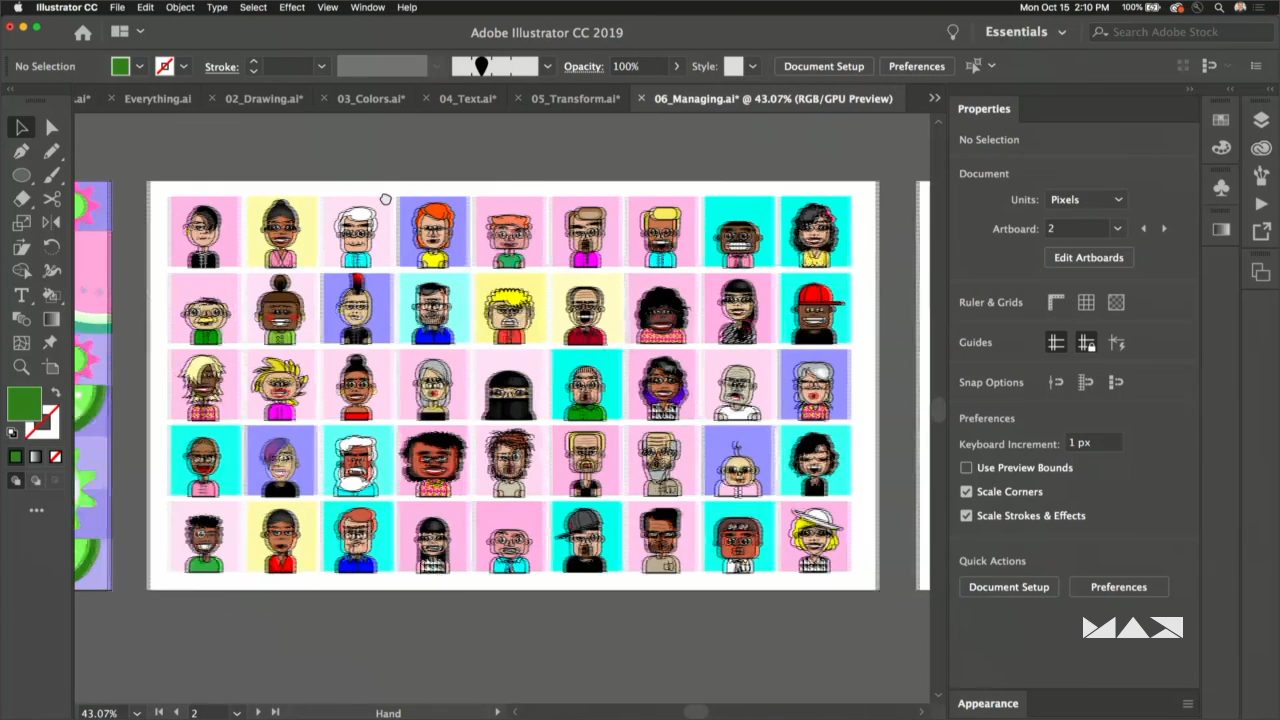 Illustrator CC File Edit Object Type Select Effect View Window Help Mon Oct 15 2:10 PM 100%
Adobe Illustrator CC 2019 Essentials Search Adobe Stock
No Selection Stroke: Opacity: 100% Style: Document Setup Preferences
.ai* Everything.ai 02_Drawing.ai* 03_Colors.ai* 04_Text.ai* 05_Transform.ai* 06_Managing.ai* @ 43.07% (RGB/GPU Preview)
Properties
No Selection
Document
Units: Pixels
Artboard: 2
Edit Artboards
Ruler & Grids
Guides
Snap Options
Preferences
Keyboard Increment: 1 px
Use Preview Bounds
Scale Corners
Scale Strokes & Effects
Quick Actions
Document Setup Preferences
MAX
Appearance
43.07% 2 Hand